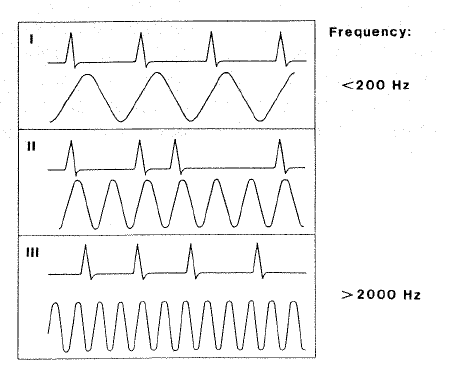 Frequency:
I
<200 Hz
II
III
>2000 Hz